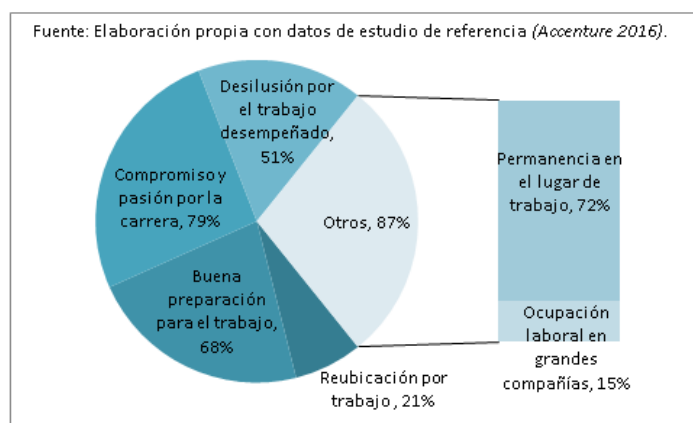 Fuente: Elaboración propia con datos de estudio de referencia (Accenture 2016).
Desilusión por
el trabajo
desempeñado,
51%
Compromiso y
pasión por la
carrera, 79%
Otros, 87%
Buena
preparación
para el trabajo,
68%
Reubicación por
trabajo , 21%
Permanencia en
el lugar de
trabajo, 72%
Ocupación
laboral en
grandes
compañías, 15%